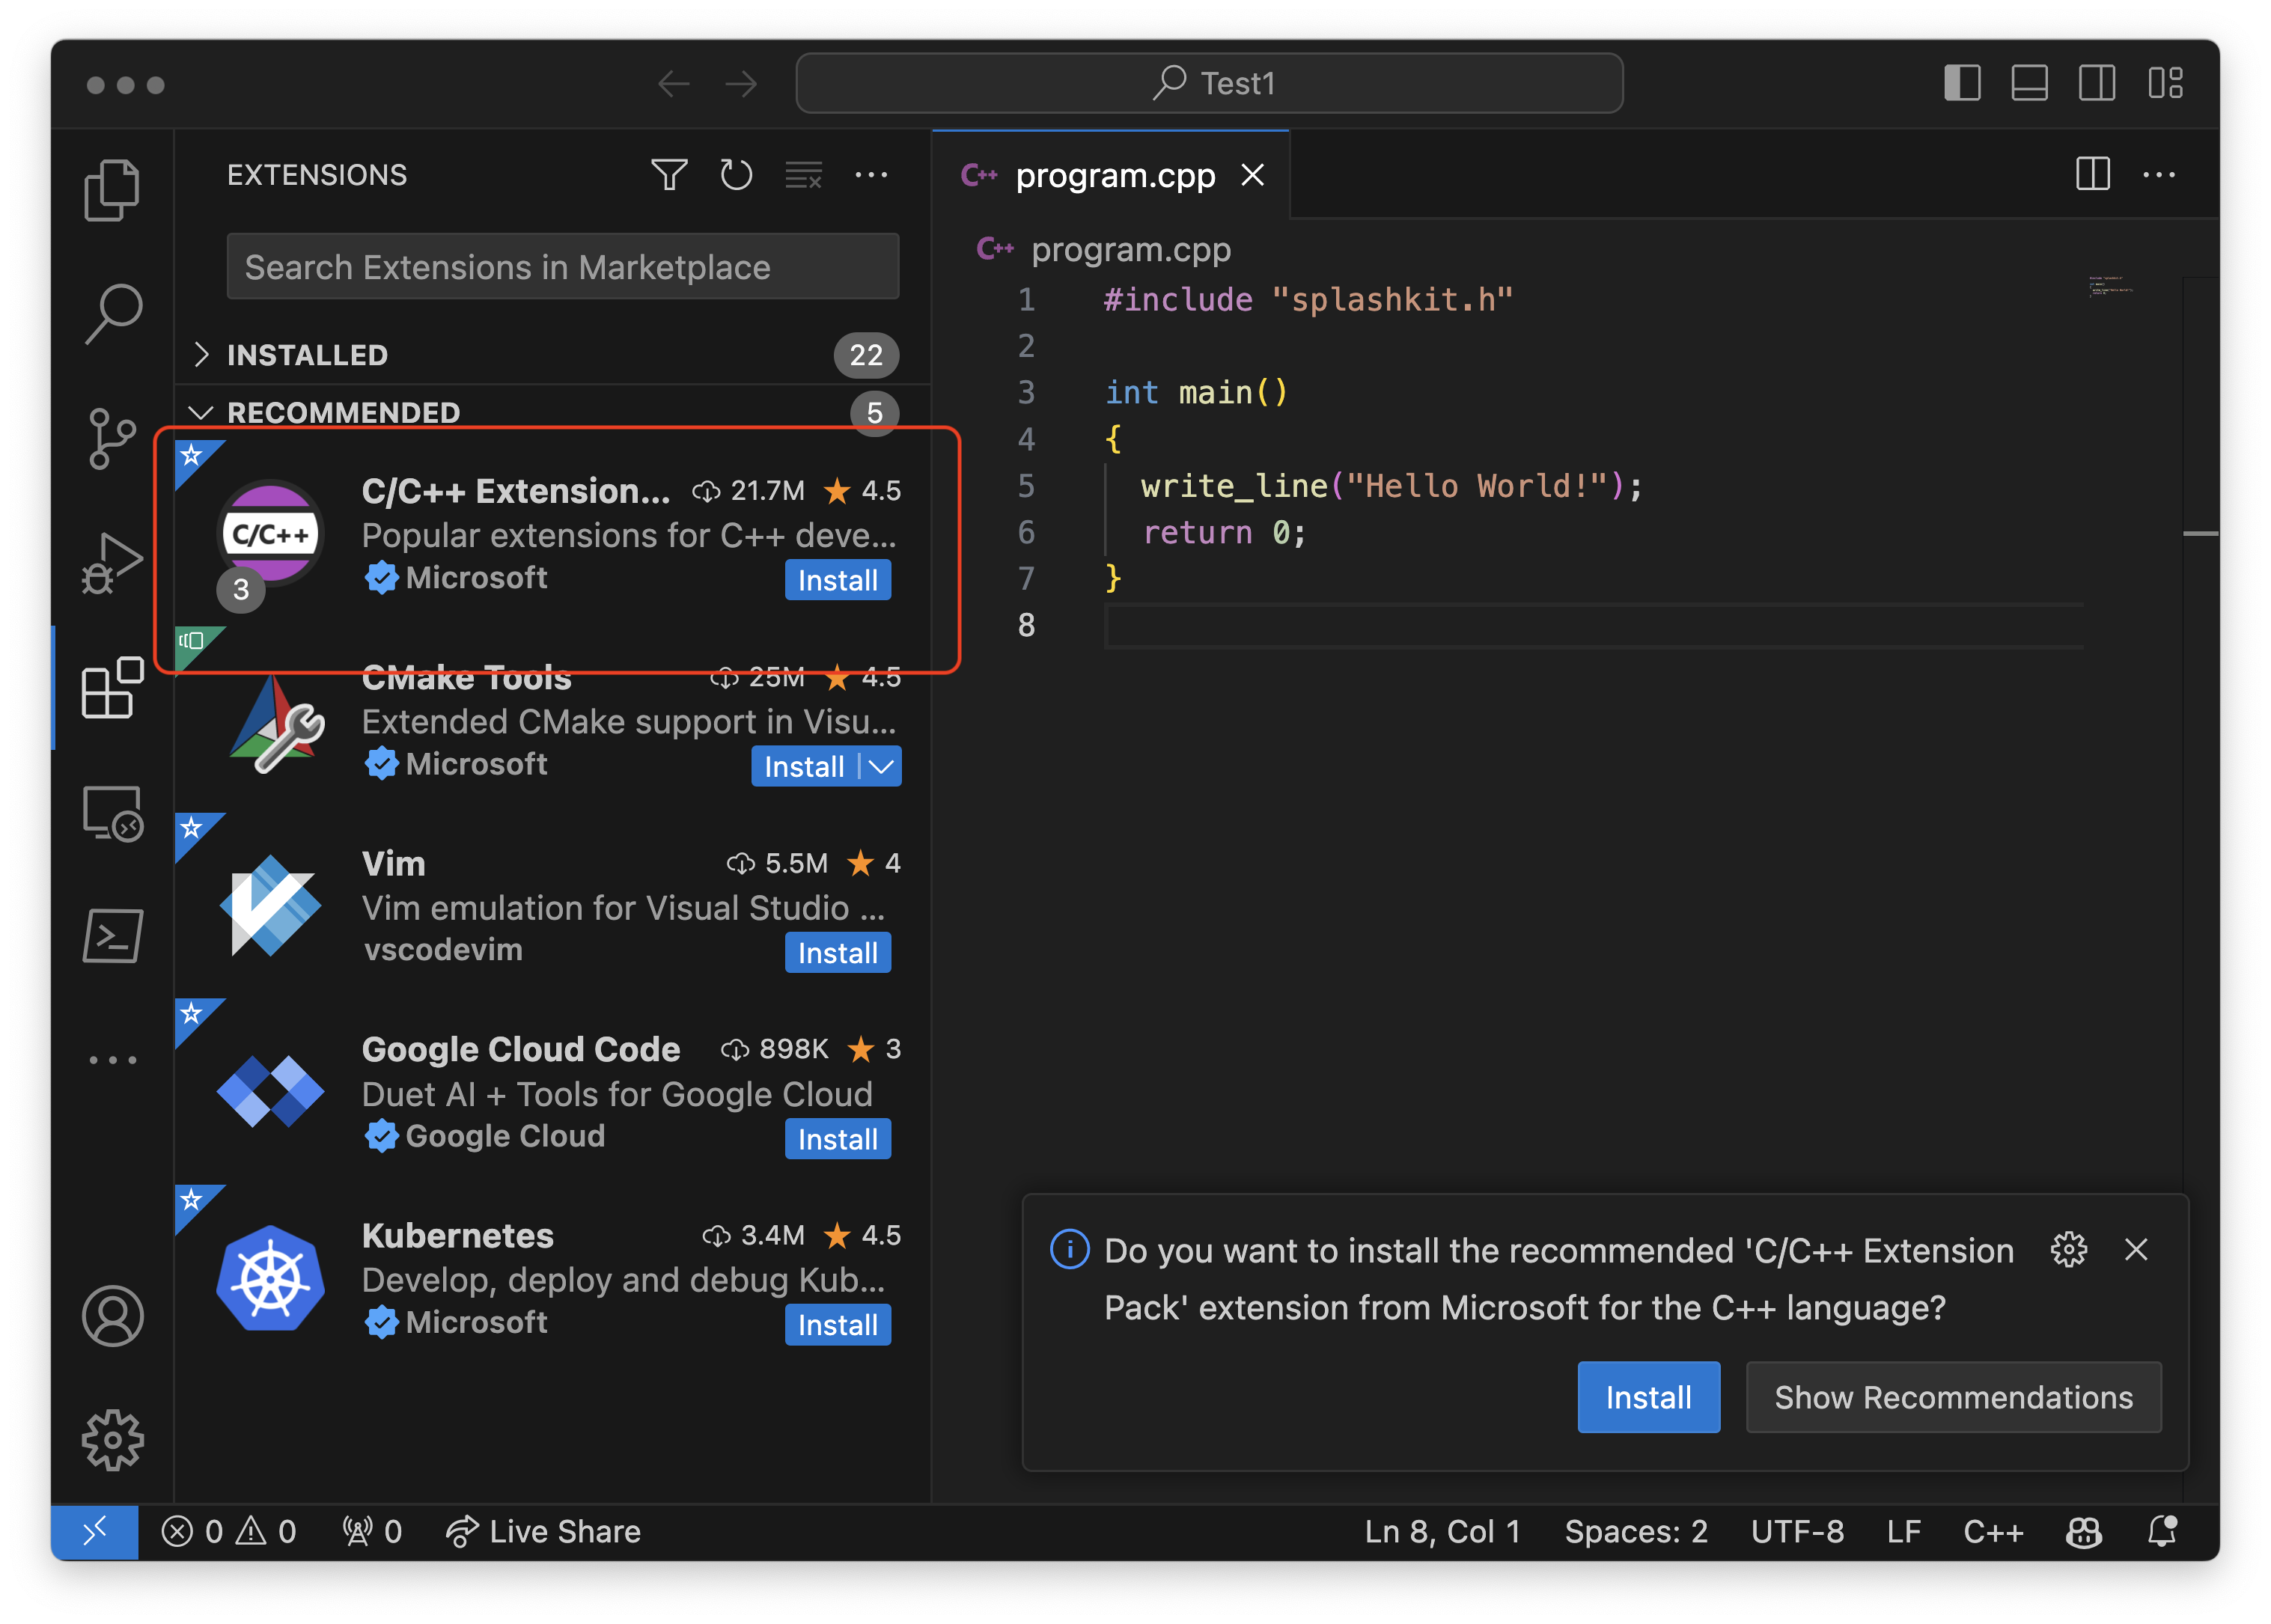 Test1
EXTENSIONS
Search Extensions in Marketplace
INSTALLED 22
RECOMMENDED 5
C/C++ Extension... 21.7M 4.5
Popular extensions for C++ deve...
Microsoft Install
C/C++
3
CMake Tools 25M 4.5
Extended CMake support in Visu...
Microsoft Install
Vim 5.5M 4
Vim emulation for Visual Studio ...
vscodevim Install
Google Cloud Code 898K 3
Duet AI + Tools for Google Cloud
Google Cloud Install
Kubernetes 3.4M 4.5
Develop, deploy and debug Kub...
Microsoft Install
C++ program.cpp
C++ program.cpp
1 #include "splashkit.h"
2
3 int main()
4 {
5 write_line("Hello World!");
6 return 0;
7 }
8
Do you want to install the recommended 'C/C++ Extension
Pack' extension from Microsoft for the C++ language?
Install Show Recommendations
0 0 0 Live Share Ln 8, Col 1 Spaces: 2 UTF-8 LF C++